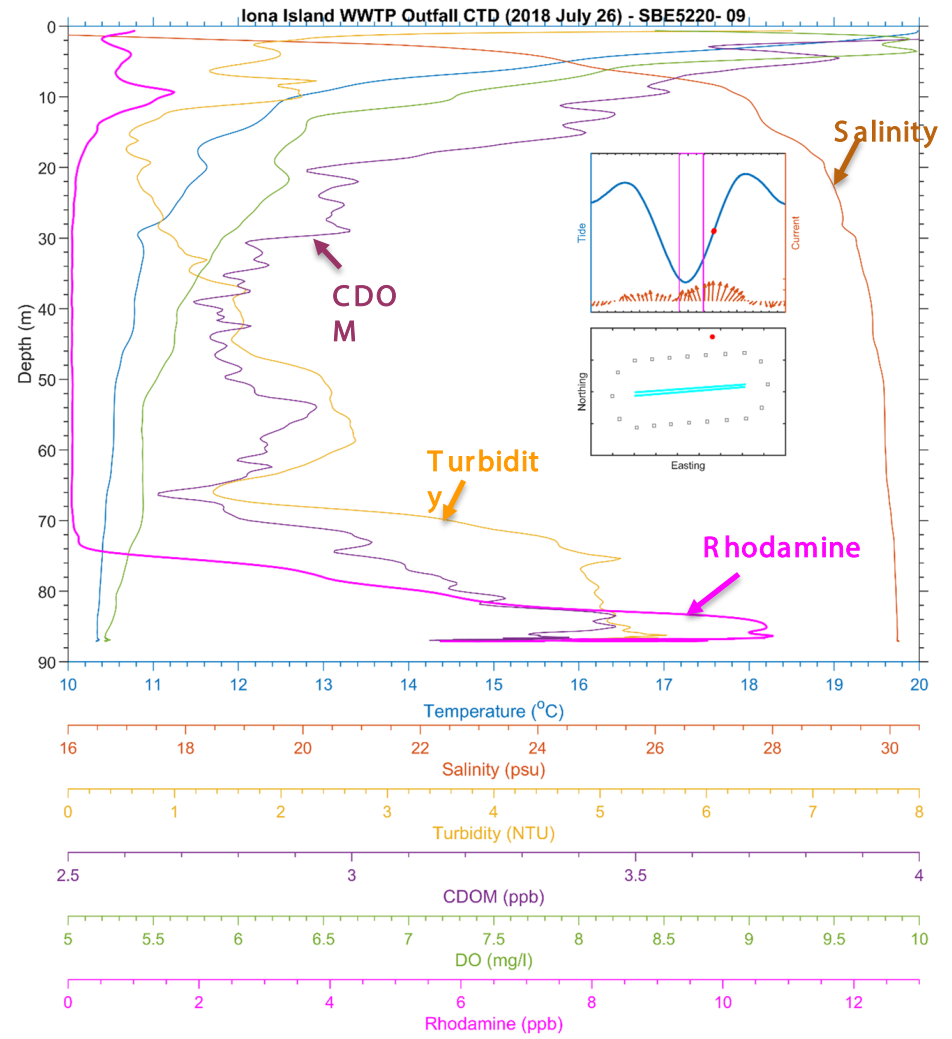 Iona Island WWTP Outfall CTD (2018 July 26) - SBE5220- 09
0
10
20
30
40
50
60
70
80
90
Depth (m)
Salinity
Tide
Current
CDO
M
Northing
Easting
Turbidit
y
Rhodamine
10 11 12 13 14 15 16 17 18 19 20
Temperature (°C)
16 18 20 22 24 26 28 30
Salinity (psu)
0 1 2 3 4 5 6 7 8
Turbidity (NTU)
2.5 3 3.5 4
CDOM (ppb)
5 5.5 6 6.5 7 7.5 8 8.5 9 9.5 10
DO (mg/l)
0 2 4 6 8 10 12
Rhodamine (ppb)